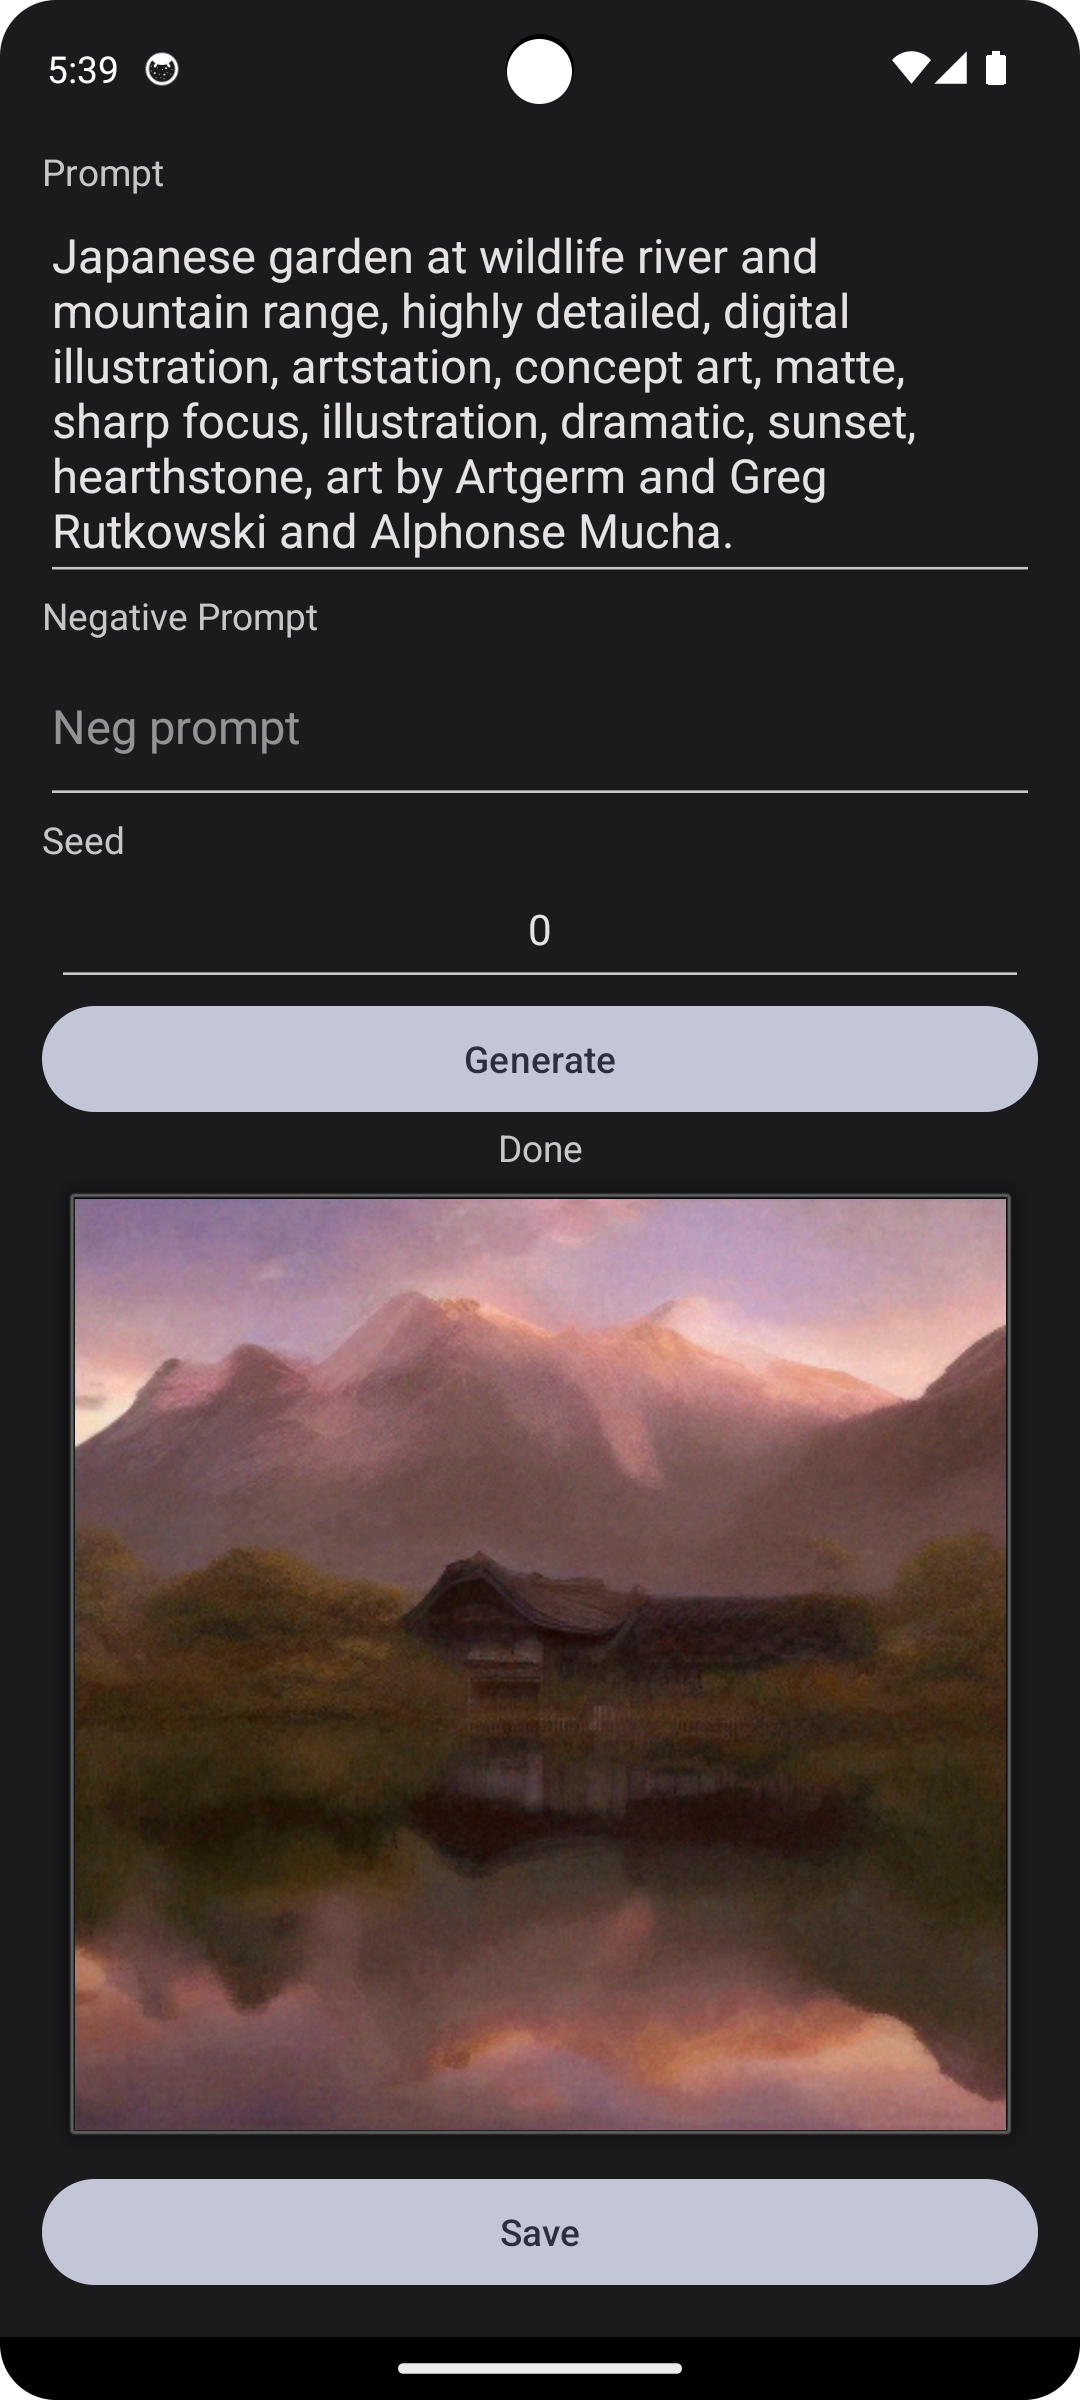 5:39
Prompt
Japanese garden at wildlife river and
mountain range, highly detailed, digital
illustration, artstation, concept art, matte,
sharp focus, illustration, dramatic, sunset,
hearthstone, art by Artgerm and Greg
Rutkowski and Alphonse Mucha.
Negative Prompt
Neg prompt
Seed
0
Generate
Done
Save